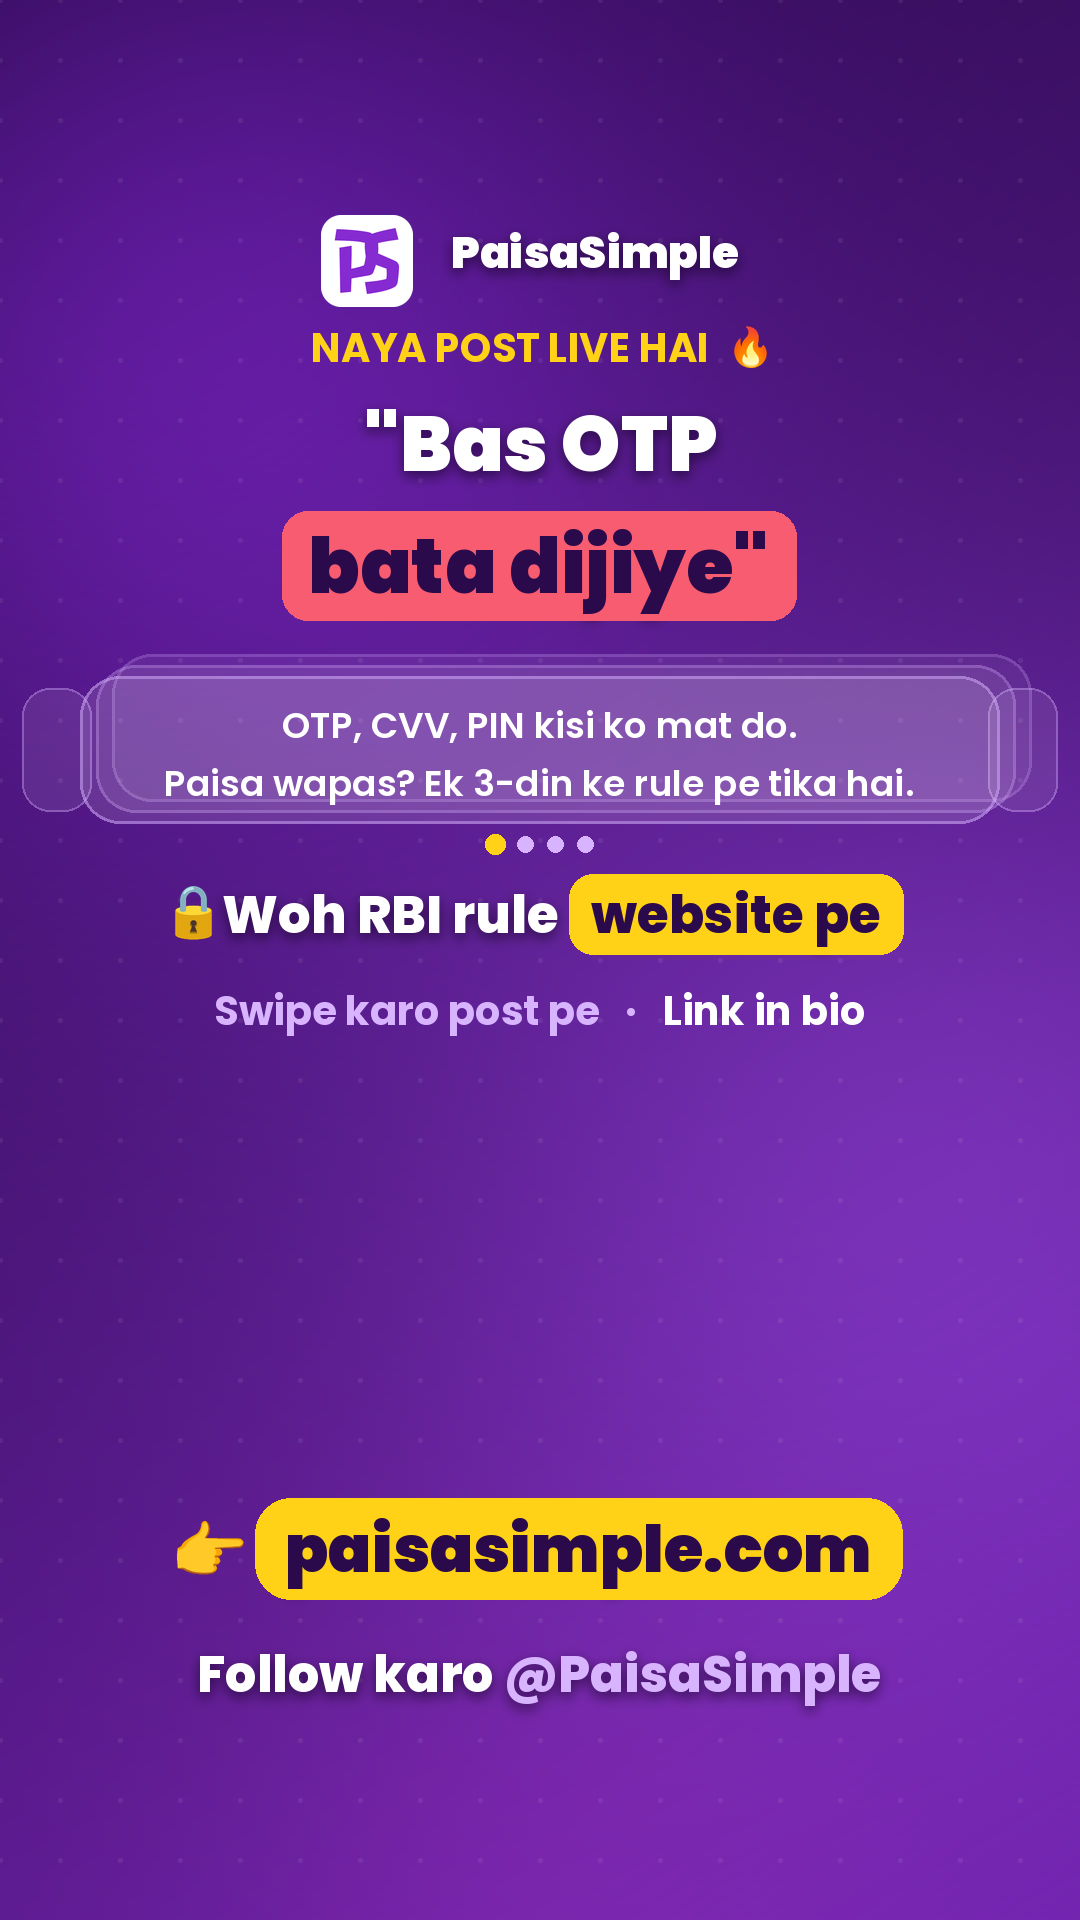 PS
PaisaSimple
NAYA POST LIVE HAI 🔥
"Bas OTP
bata dijiye"
OTP, CVV, PIN kisi ko mat do.
Paisa wapas? Ek 3-din ke rule pe tika hai.
🔒Woh RBI rule website pe
Swipe karo post pe · Link in bio
👉 paisasimple.com
Follow karo @PaisaSimple